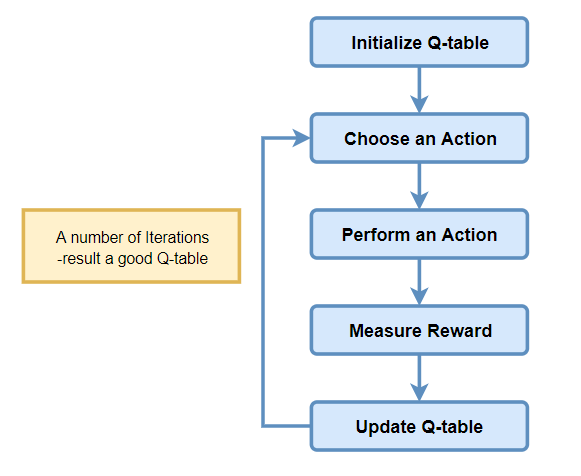 Initialize Q-table
Choose an Action
Perform an Action
A number of Iterations
-result a good Q-table
Measure Reward
Update Q-table